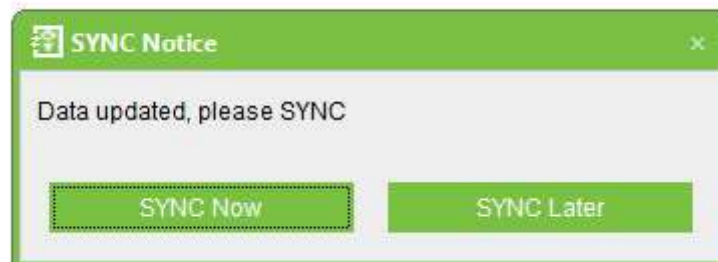 SYNC Notice
Data updated, please SYNC
SYNC Now SYNC Later